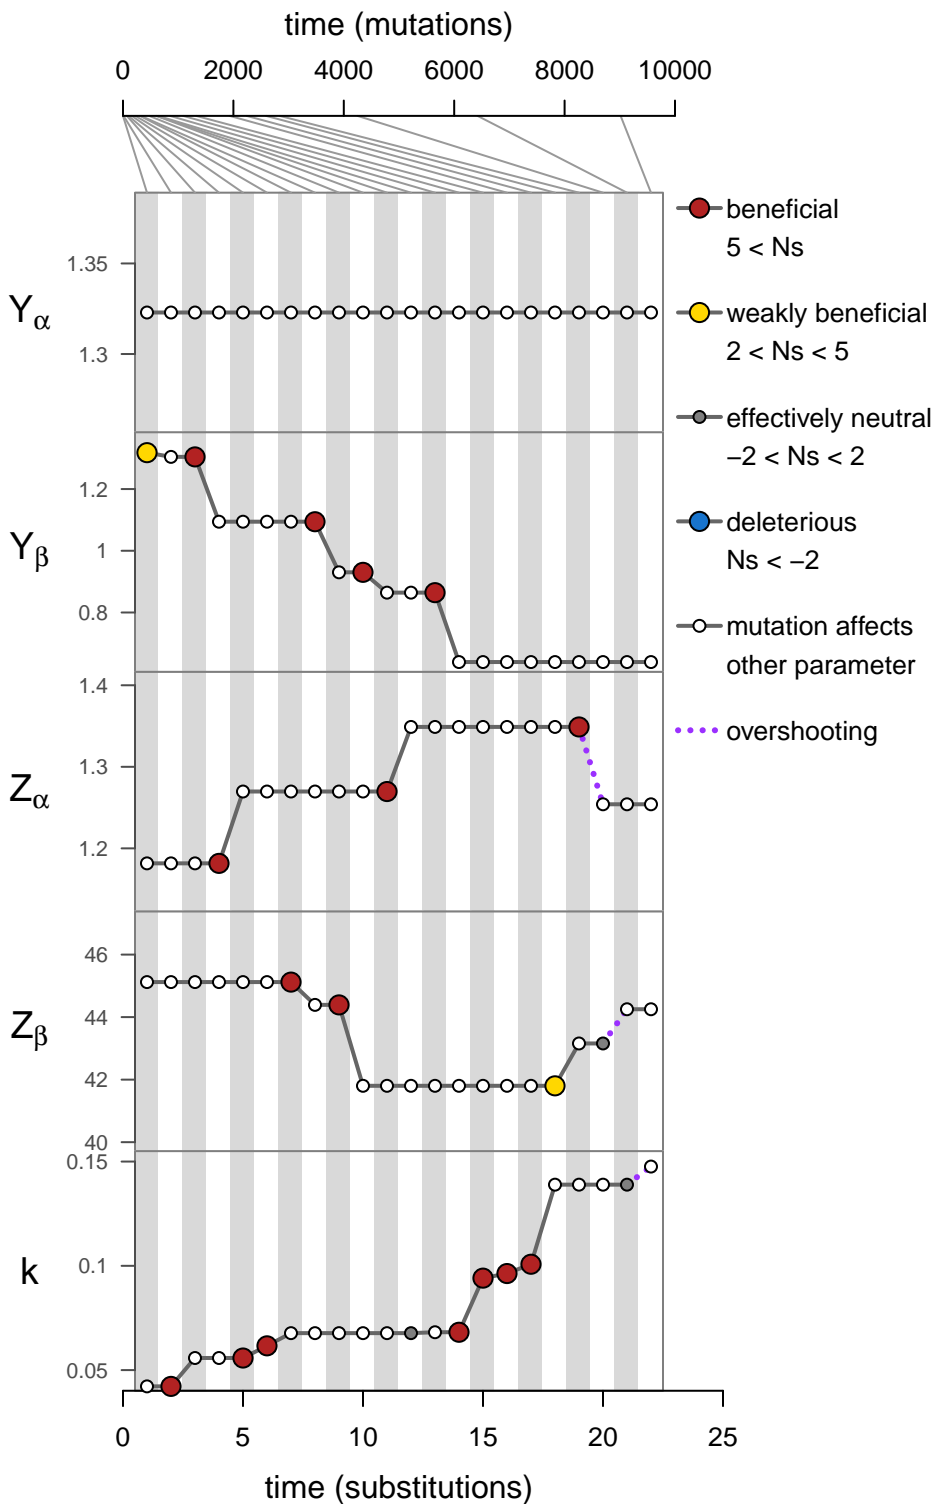 time (mutations)
0 2000 4000 6000 8000 10000
beneficial
5 < Ns
weakly beneficial
2 < Ns < 5
effectively neutral
−2 < Ns < 2
deleterious
Ns < −2
mutation affects
other parameter
overshooting
Yα
1.35
1.3
Yβ
1.2
1
0.8
Zα
1.4
1.3
1.2
Zβ
46
44
42
40
k
0.15
0.1
0.05
0 5 10 15 20 25
time (substitutions)